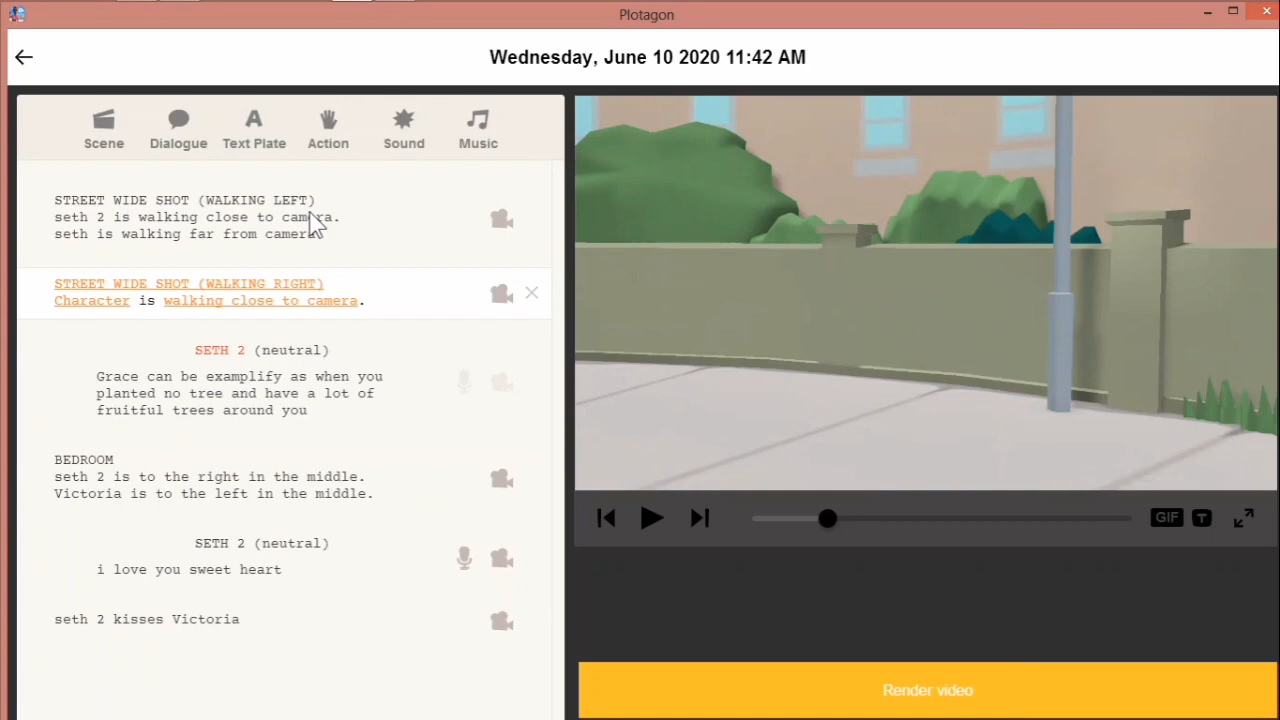 Plotagon
Wednesday, June 10 2020 11:42 AM
Scene
Dialogue
Text Plate
Action
Sound
Music
STREET WIDE SHOT (WALKING LEFT)
seth 2 is walking close to camera.
seth is walking far from camera.
STREET WIDE SHOT (WALKING RIGHT)
Character is walking close to camera.
SETH 2 (neutral)
Grace can be examplify as when you
planted no tree and have a lot of
fruitful trees around you
BEDROOM
seth 2 is to the right in the middle.
Victoria is to the left in the middle.
SETH 2 (neutral)
i love you sweet heart
seth 2 kisses Victoria
GIF
T
Render video